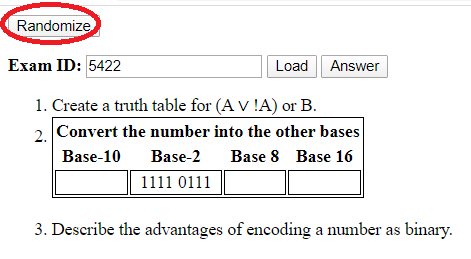 Randomize
Exam ID: 5422 Load Answer
1. Create a truth table for (A ∨ !A) or B.
2. Convert the number into the other bases
Base-10 Base-2 Base 8 Base 16
1111 0111
3. Describe the advantages of encoding a number as binary.